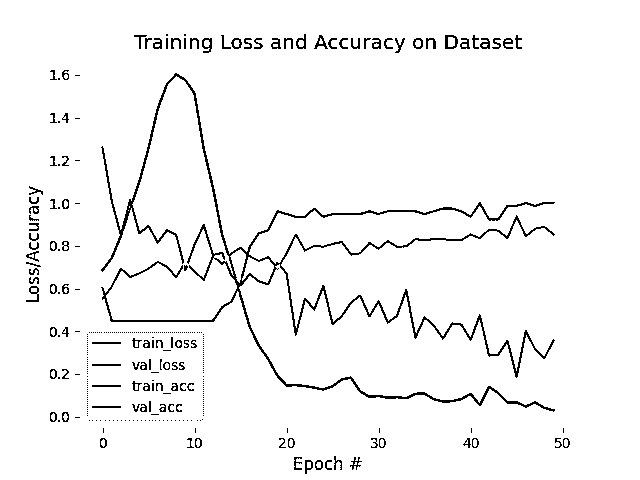 Training Loss and Accuracy on Dataset
1.6
1.4
1.2
1.0
0.8
0.6
0.4
0.2
0.0
Loss/Accuracy
train_loss
val_loss
train_acc
val_acc
0 10 20 30 40 50
Epoch #